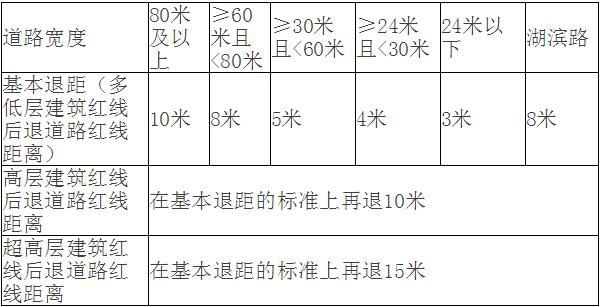 道路宽度
80米
及以
上
≥60
米且
<80米
≥30米
且<60米
≥24米
且<30米
24米以
下
湖滨路
基本退距（多
低层建筑红线
后退道路红线
距离）
10米
8米
5米
4米
3米
8米
高层建筑红线
后退道路红线
距离
在基本退距的标准上再退10米
超高层建筑红
线后退道路红
线距离
在基本退距的标准上再退15米